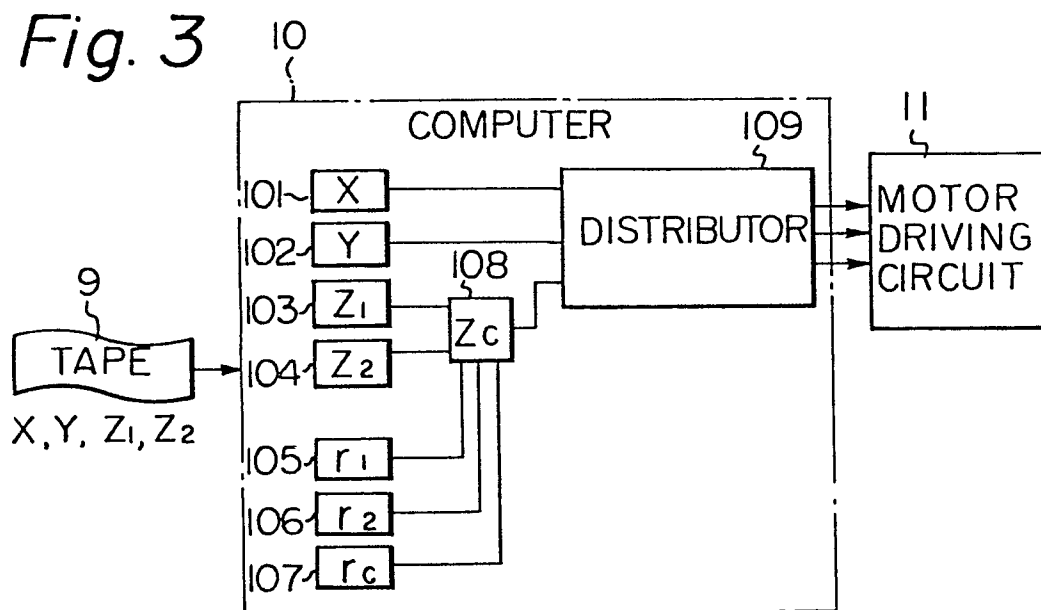 Fig. 3
10
COMPUTER
109
11
101
X
102
Y
108
103
Z1
Zc
104
Z2
DISTRIBUTOR
MOTOR
DRIVING
CIRCUIT
9
TAPE
X, Y, Z1, Z2
105
r1
106
r2
107
rc